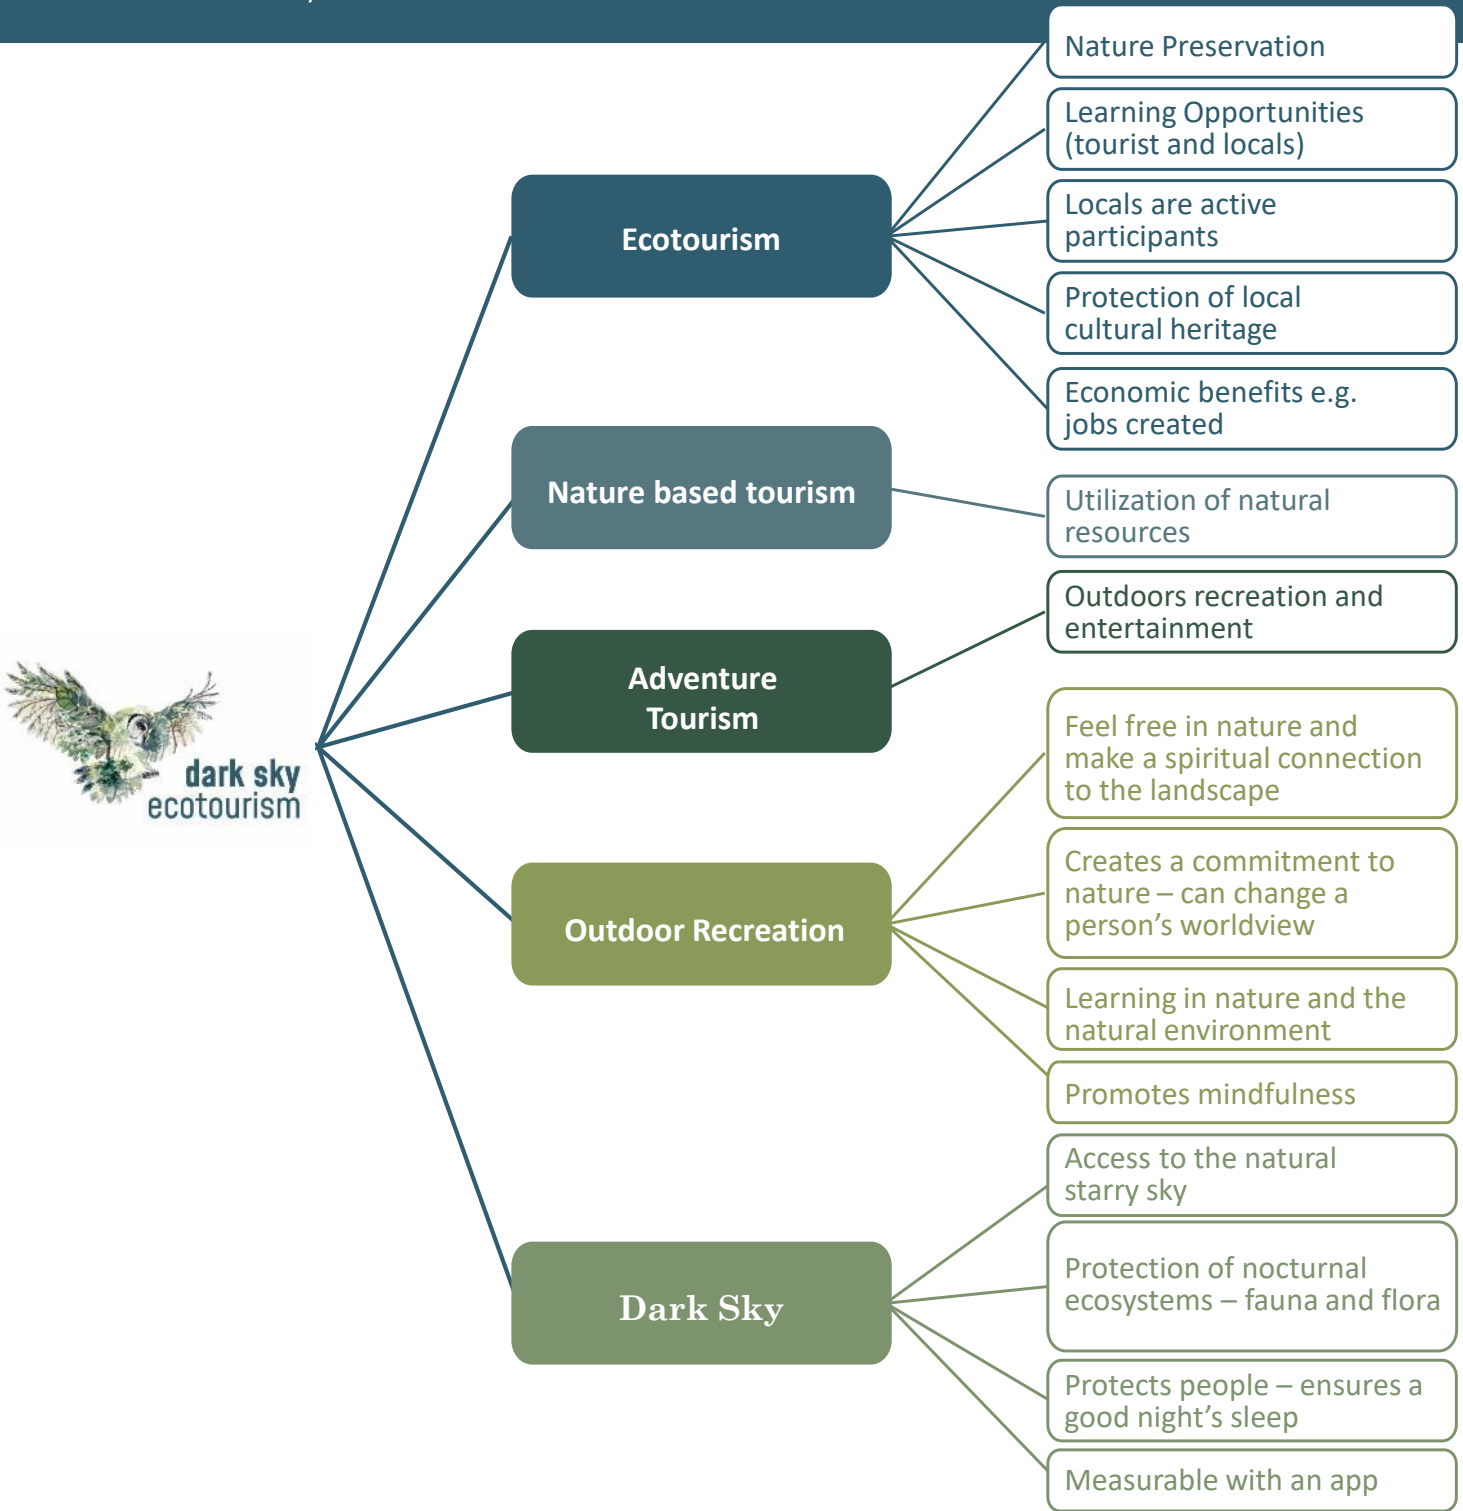 Nature Preservation
Learning Opportunities
(tourist and locals)
Ecotourism
Locals are active
participants
Protection of local
cultural heritage
Economic benefits e.g.
jobs created
Nature based tourism
Utilization of natural
resources
Outdoors recreation and
entertainment
Adventure
Tourism
dark sky
ecotourism
Feel free in nature and
make a spiritual connection
to the landscape
Outdoor Recreation
Creates a commitment to
nature – can change a
person’s worldview
Learning in nature and the
natural environment
Promotes mindfulness
Dark Sky
Access to the natural
starry sky
Protection of nocturnal
ecosystems – fauna and flora
Protects people – ensures a
good night’s sleep
Measurable with an app